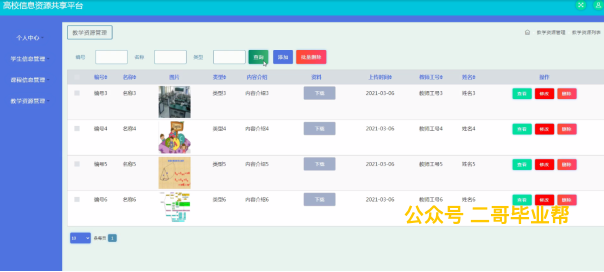 高校信息资源共享平台
个人中心
学生信息管理
课程信息管理
教学资源管理
教学资源管理
教学资源管理 教学资源列表
编号 名称 类型 查询 添加 批量删除
编号 名称 图片 类型 内容介绍 资料 上传时间 教师工号 姓名 操作
编号3 名称3 类型3 内容介绍3 下载 2021-03-06 教师工号3 姓名3 查看 修改 删除
编号4 名称4 类型4 内容介绍4 下载 2021-03-06 教师工号4 姓名4 查看 修改 删除
编号5 名称5 类型5 内容介绍5 下载 2021-03-06 教师工号5 姓名5 查看 修改 删除
编号6 名称6 类型6 内容介绍6 下载 2021-03-06 教师工号6 姓名6 查看 修改 删除
公众号 二哥毕业帮
10 条每页 1